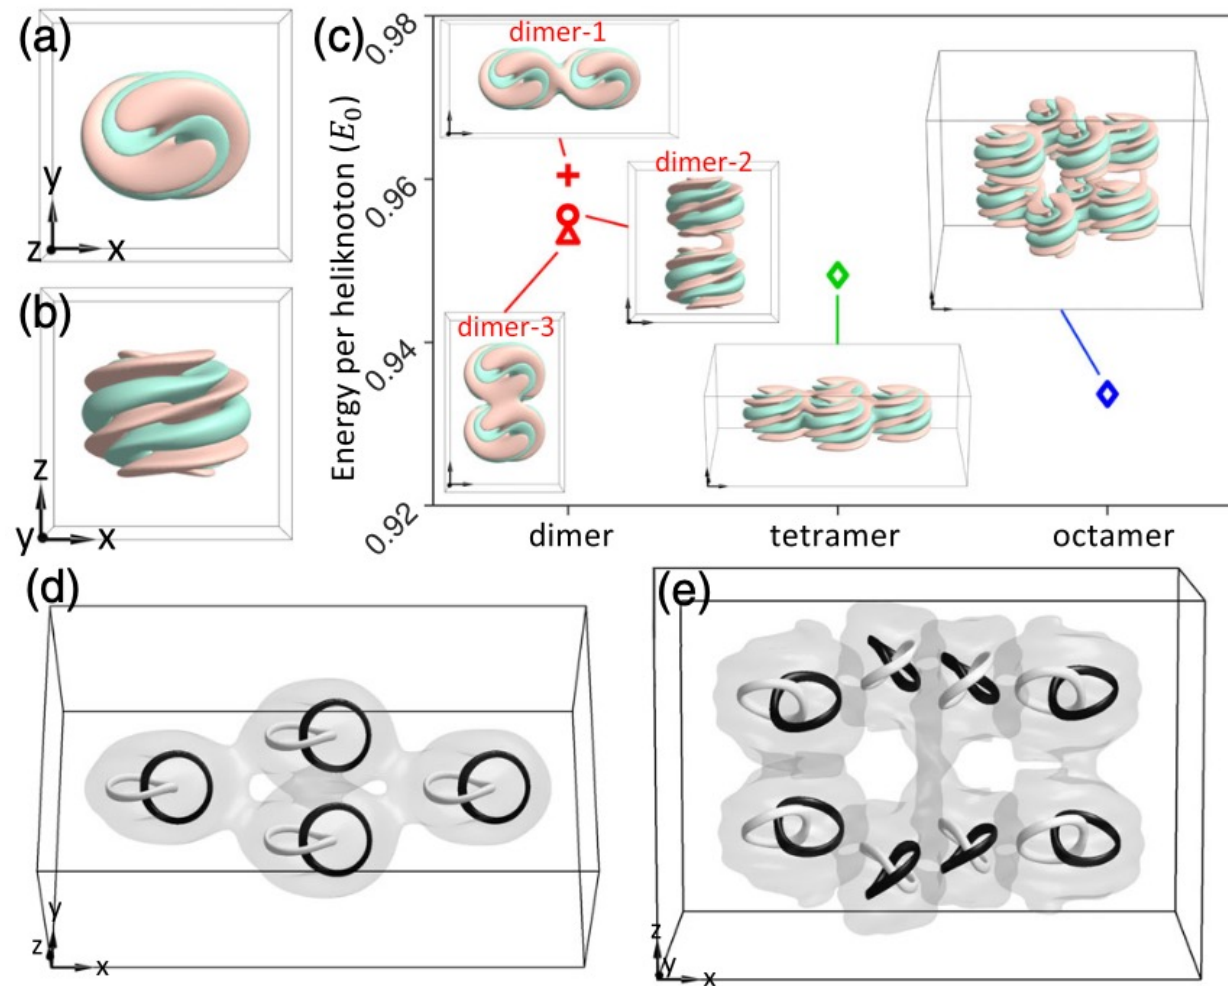 (a)
y
z
x
(b)
z
y
x
(c)
Energy per heliknoton (E₀)
0.98
0.96
0.94
0.92
dimer-1
dimer-2
dimer-3
dimer
tetramer
octamer
(d)
y
z
x
(e)
z
y
x